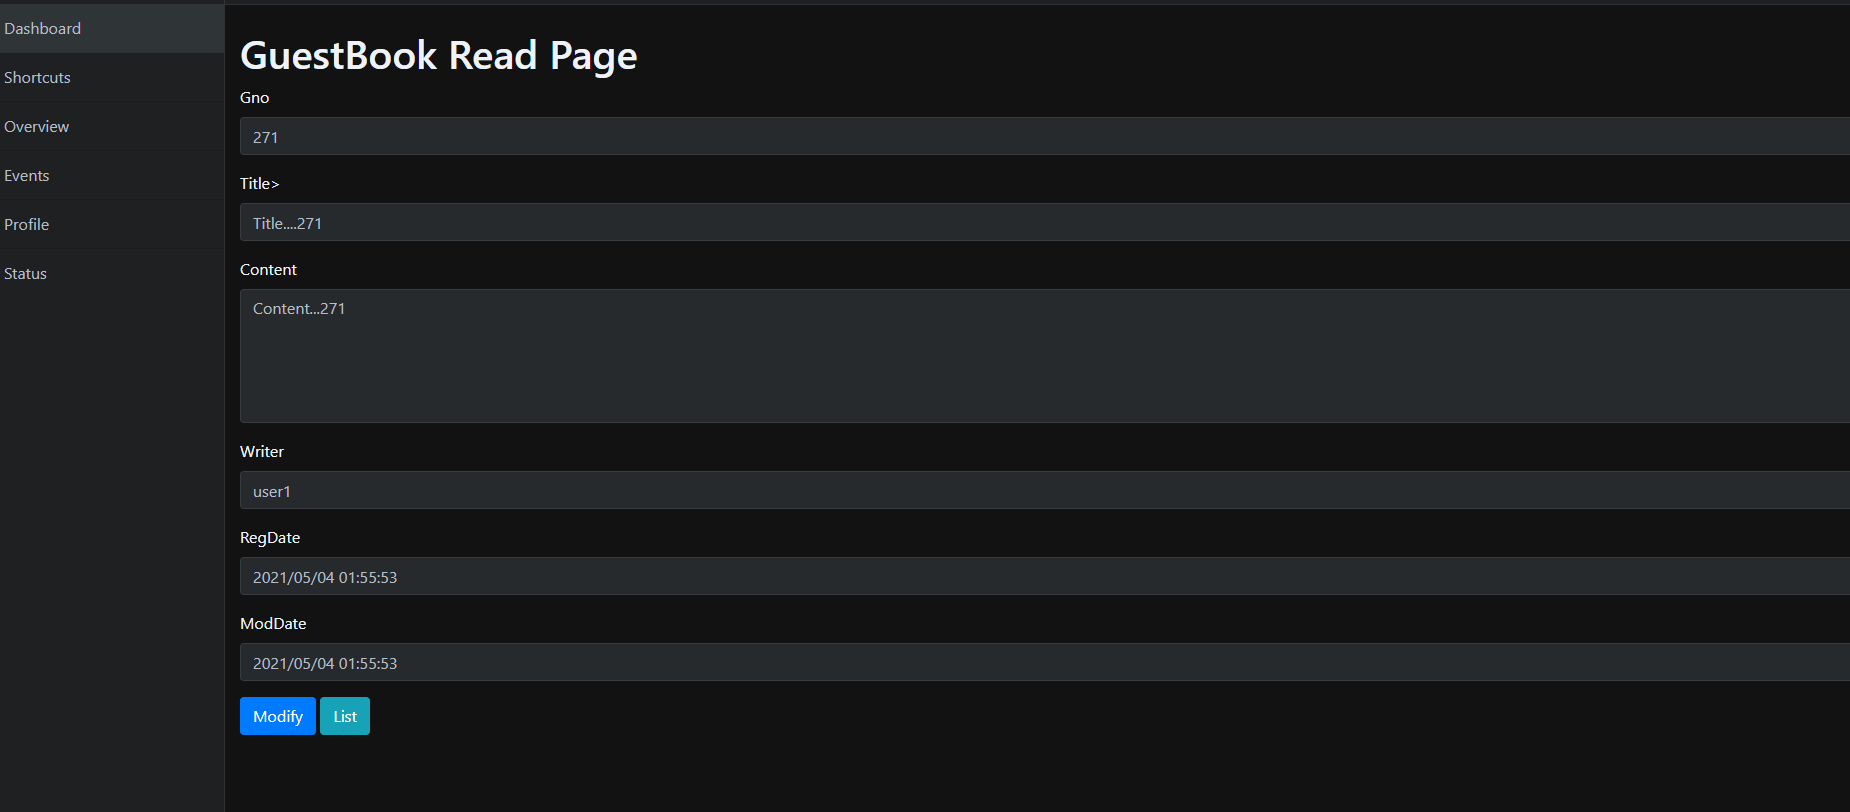 Dashboard
Shortcuts
Overview
Events
Profile
Status
GuestBook Read Page
Gno
271
Title>
Title....271
Content
Content...271
Writer
user1
RegDate
2021/05/04 01:55:53
ModDate
2021/05/04 01:55:53
Modify List